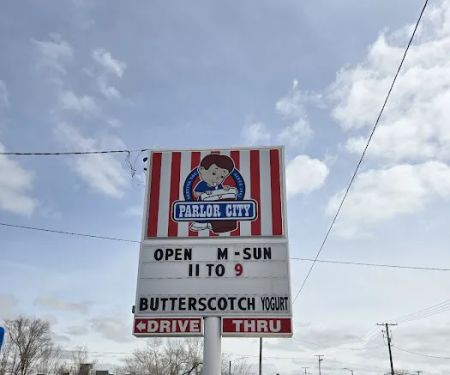 PARLOR CITY
OPEN M-SUN
11 TO 9
BUTTERSCOTCH YOGURT
←DRIVE THRU